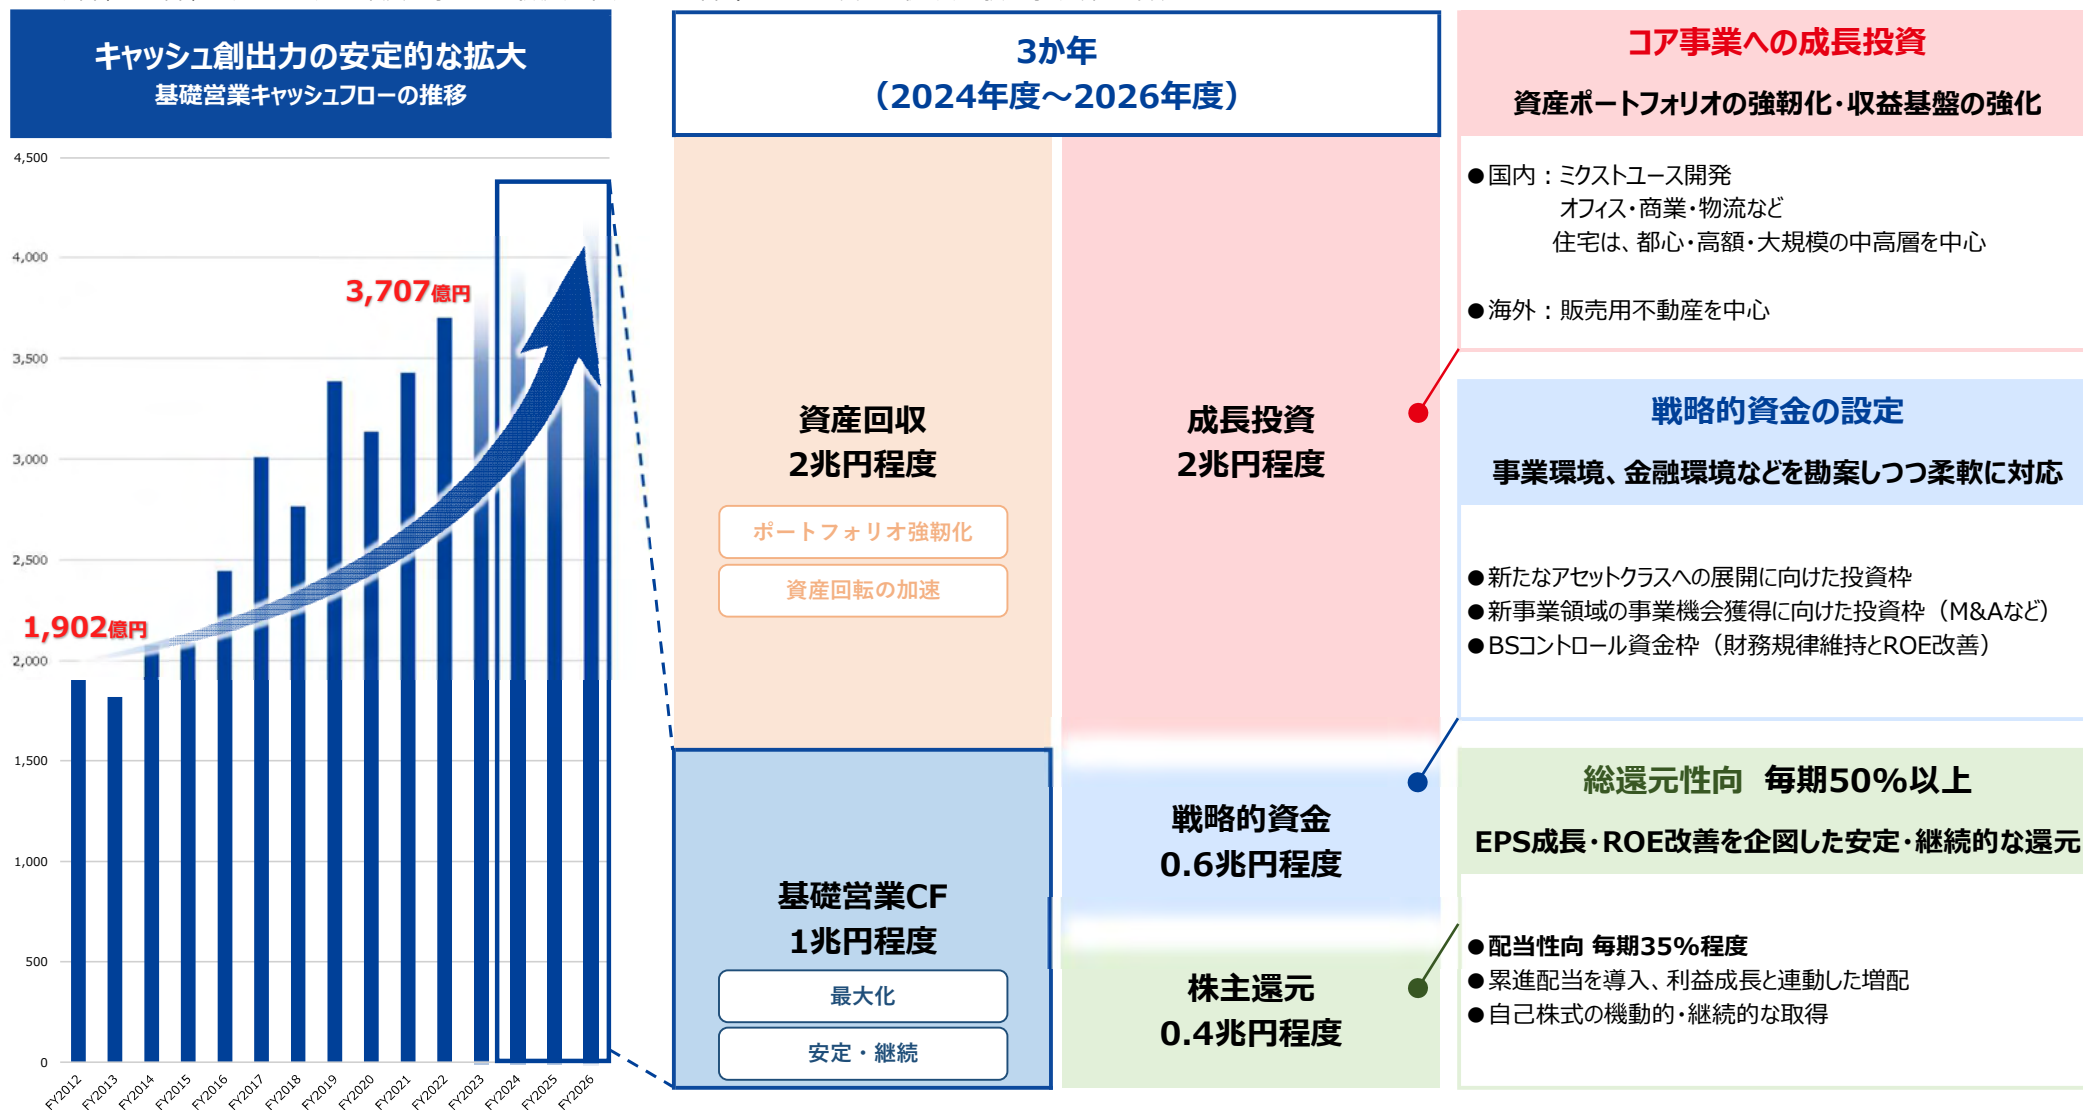 キャッシュ創出力の安定的な拡大
基礎営業キャッシュフローの推移
4,500
4,000
3,500
3,000
2,500
2,000
1,500
1,000
500
0
3,707億円
1,902億円
FY2012
FY2013
FY2014
FY2015
FY2016
FY2017
FY2018
FY2019
FY2020
FY2021
FY2022
FY2023
FY2024
FY2025
FY2026
3か年
（2024年度～2026年度）
資産回収
2兆円程度
ポートフォリオ強靭化
資産回転の加速
基礎営業CF
1兆円程度
最大化
安定・継続
成長投資
2兆円程度
戦略的資金
0.6兆円程度
株主還元
0.4兆円程度
コア事業への成長投資
資産ポートフォリオの強靭化・収益基盤の強化
●国内：ミクストユース開発
オフィス・商業・物流など
住宅は、都心・高額・大規模の中高層を中心
●海外：販売用不動産を中心
戦略的資金の設定
事業環境、金融環境などを勘案しつつ柔軟に対応
●新たなアセットクラスへの展開に向けた投資枠
●新事業領域の事業機会獲得に向けた投資枠（M&Aなど）
●BSコントロール資金枠（財務規律維持とROE改善）
総還元性向 毎期50%以上
EPS成長・ROE改善を企図した安定・継続的な還元
●配当性向 毎期35%程度
●累進配当を導入、利益成長と連動した増配
●自己株式の機動的・継続的な取得